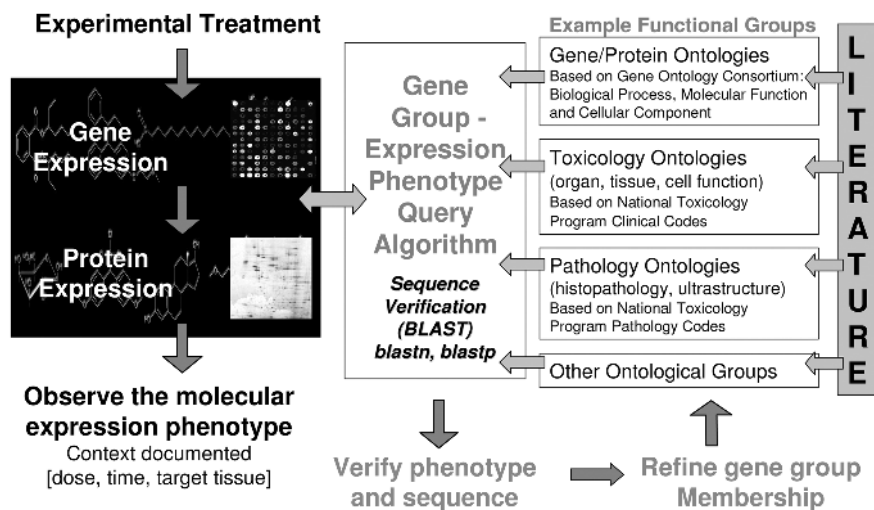 Experimental Treatment
Gene
Expression
Protein
Expression
Observe the molecular
expression phenotype
Context documented
[dose, time, target tissue]
Gene
Group -
Expression
Phenotype
Query
Algorithm
Sequence
Verification
(BLAST)
blastn, blastp
Verify phenotype
and sequence
Example Functional Groups
Gene/Protein Ontologies
Based on Gene Ontology Consortium:
Biological Process, Molecular Function
and Cellular Component
Toxicology Ontologies
(organ, tissue, cell function)
Based on National Toxicology
Program Clinical Codes
Pathology Ontologies
(histopathology, ultrastructure)
Based on National Toxicology
Program Pathology Codes
Other Ontological Groups
Refine gene group
Membership
LITERATURE